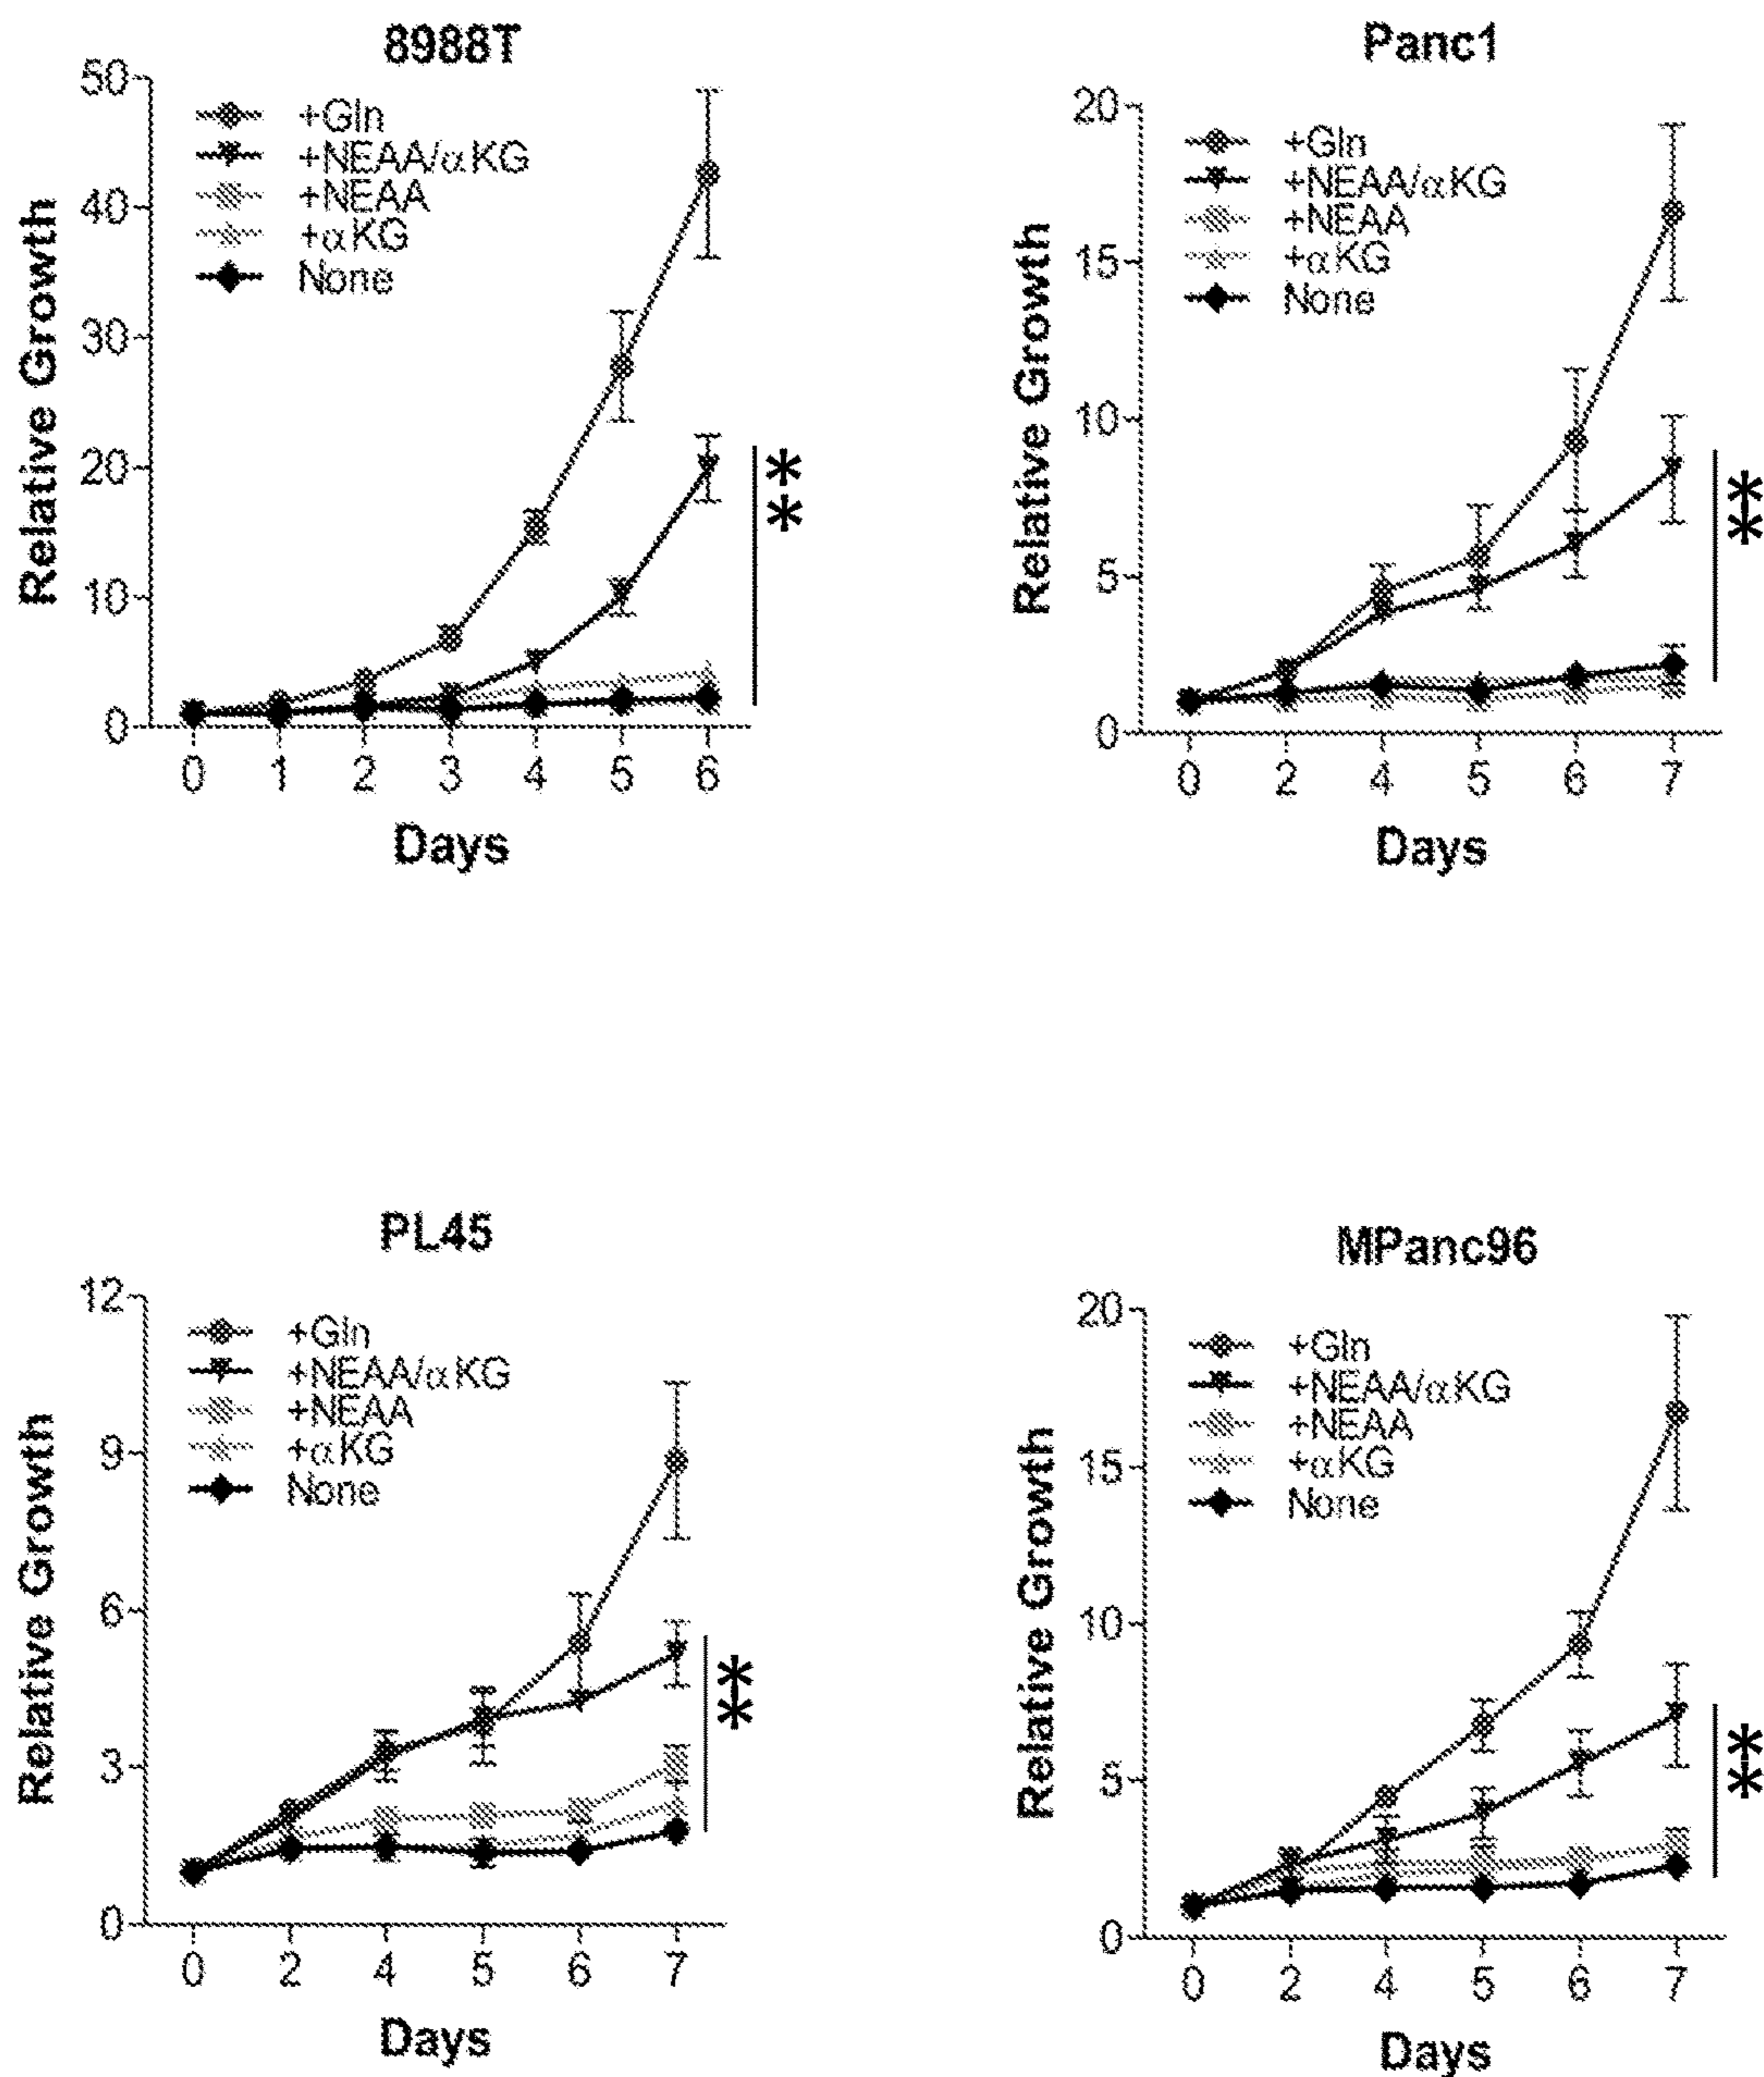 8988T
50
40
30
20
10
0
+Gln
+NEAA/αKG
+NEAA
+αKG
None
Relative Growth
**
0 1 2 3 4 5 6
Days
Panc1
20
15
10
5
0
+Gln
+NEAA/αKG
+NEAA
+αKG
None
Relative Growth
**
0 2 4 5 6 7
Days
PL45
12
9
6
3
0
+Gln
+NEAA/αKG
+NEAA
+αKG
None
Relative Growth
**
0 2 4 5 6 7
Days
MPanc96
20
15
10
5
0
+Gln
+NEAA/αKG
+NEAA
+αKG
None
Relative Growth
**
0 2 4 5 6 7
Days